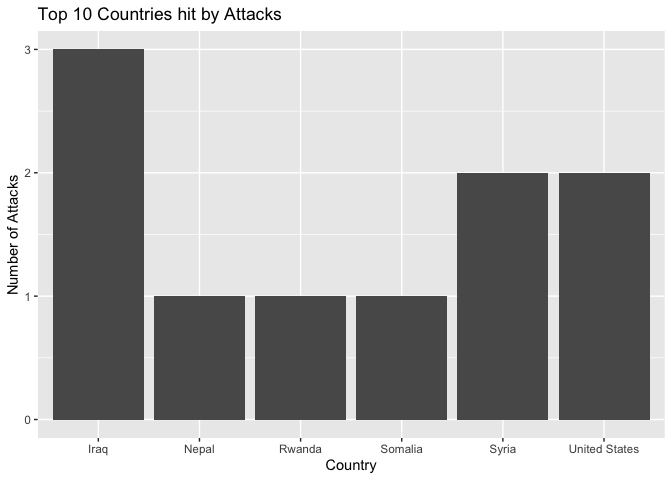 Top 10 Countries hit by Attacks
3
2
1
0
Number of Attacks
Iraq Nepal Rwanda Somalia Syria United States
Country